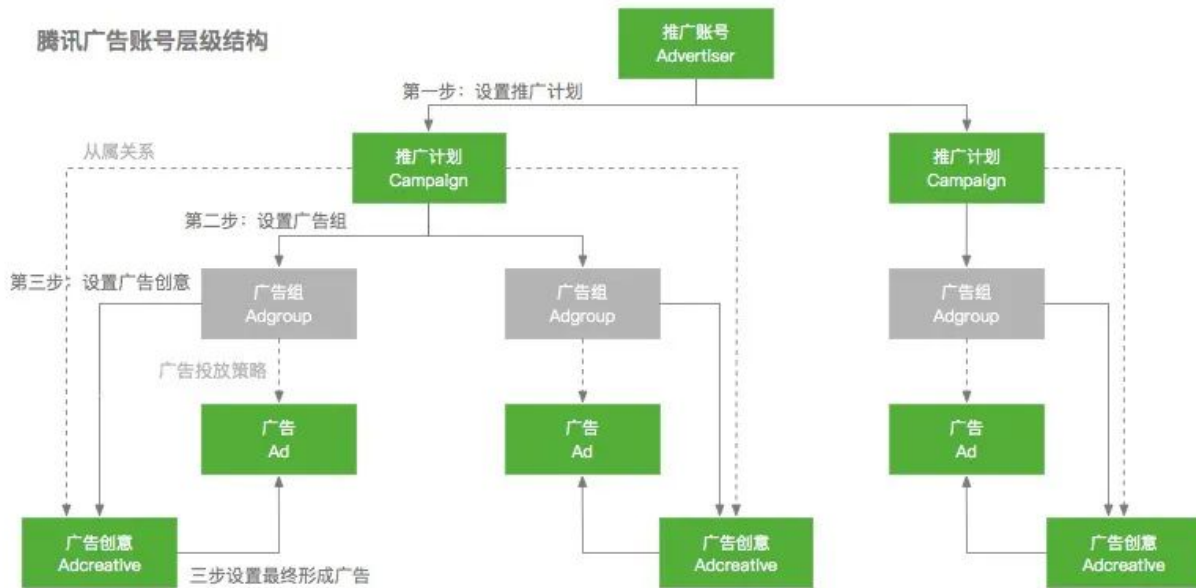 腾讯广告账号层级结构
推广账号
Advertiser
第一步：设置推广计划
从属关系
推广计划
Campaign
推广计划
Campaign
第二步：设置广告组
第三步：设置广告创意
广告组
Adgroup
广告组
Adgroup
广告组
Adgroup
广告投放策略
广告
Ad
广告
Ad
广告
Ad
广告创意
Adcreative
广告创意
Adcreative
广告创意
Adcreative
三步设置最终形成广告